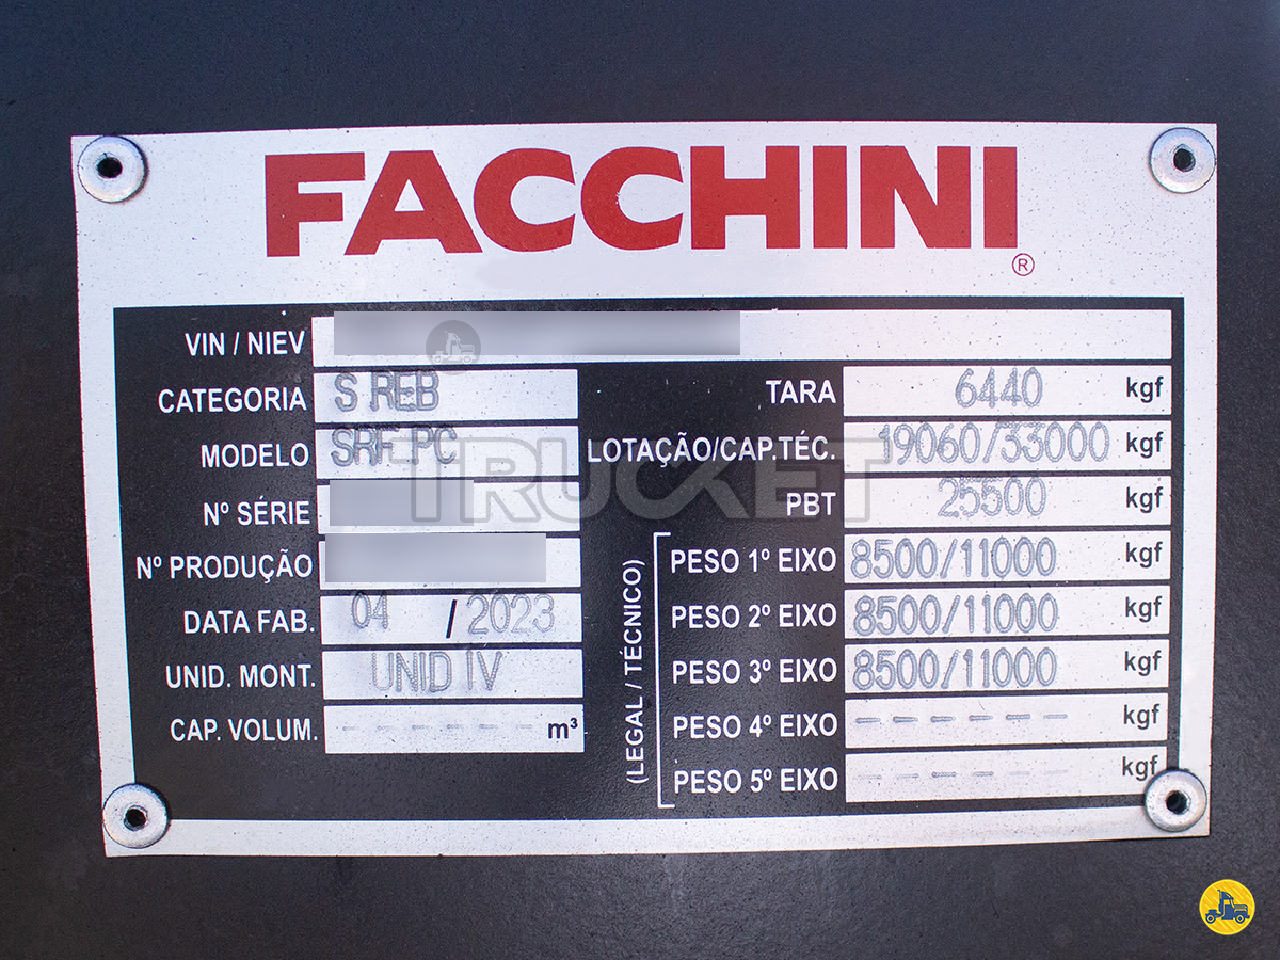 FACCHINI
®
VIN / NIEV
CATEGORIA S REB
MODELO SRF PC
Nº SÉRIE
Nº PRODUÇÃO
DATA FAB. 04 / 2023
UNID. MONT. UNID IV
CAP. VOLUM. ------ m³
TARA 6440 kgf
LOTAÇÃO/CAP.TÉC. 19060/33000 kgf
PBT 25500 kgf
(LEGAL / TÉCNICO)
PESO 1º EIXO 8500/11000 kgf
PESO 2º EIXO 8500/11000 kgf
PESO 3º EIXO 8500/11000 kgf
PESO 4º EIXO ------ kgf
PESO 5º EIXO ------ kgf
TRUCKET